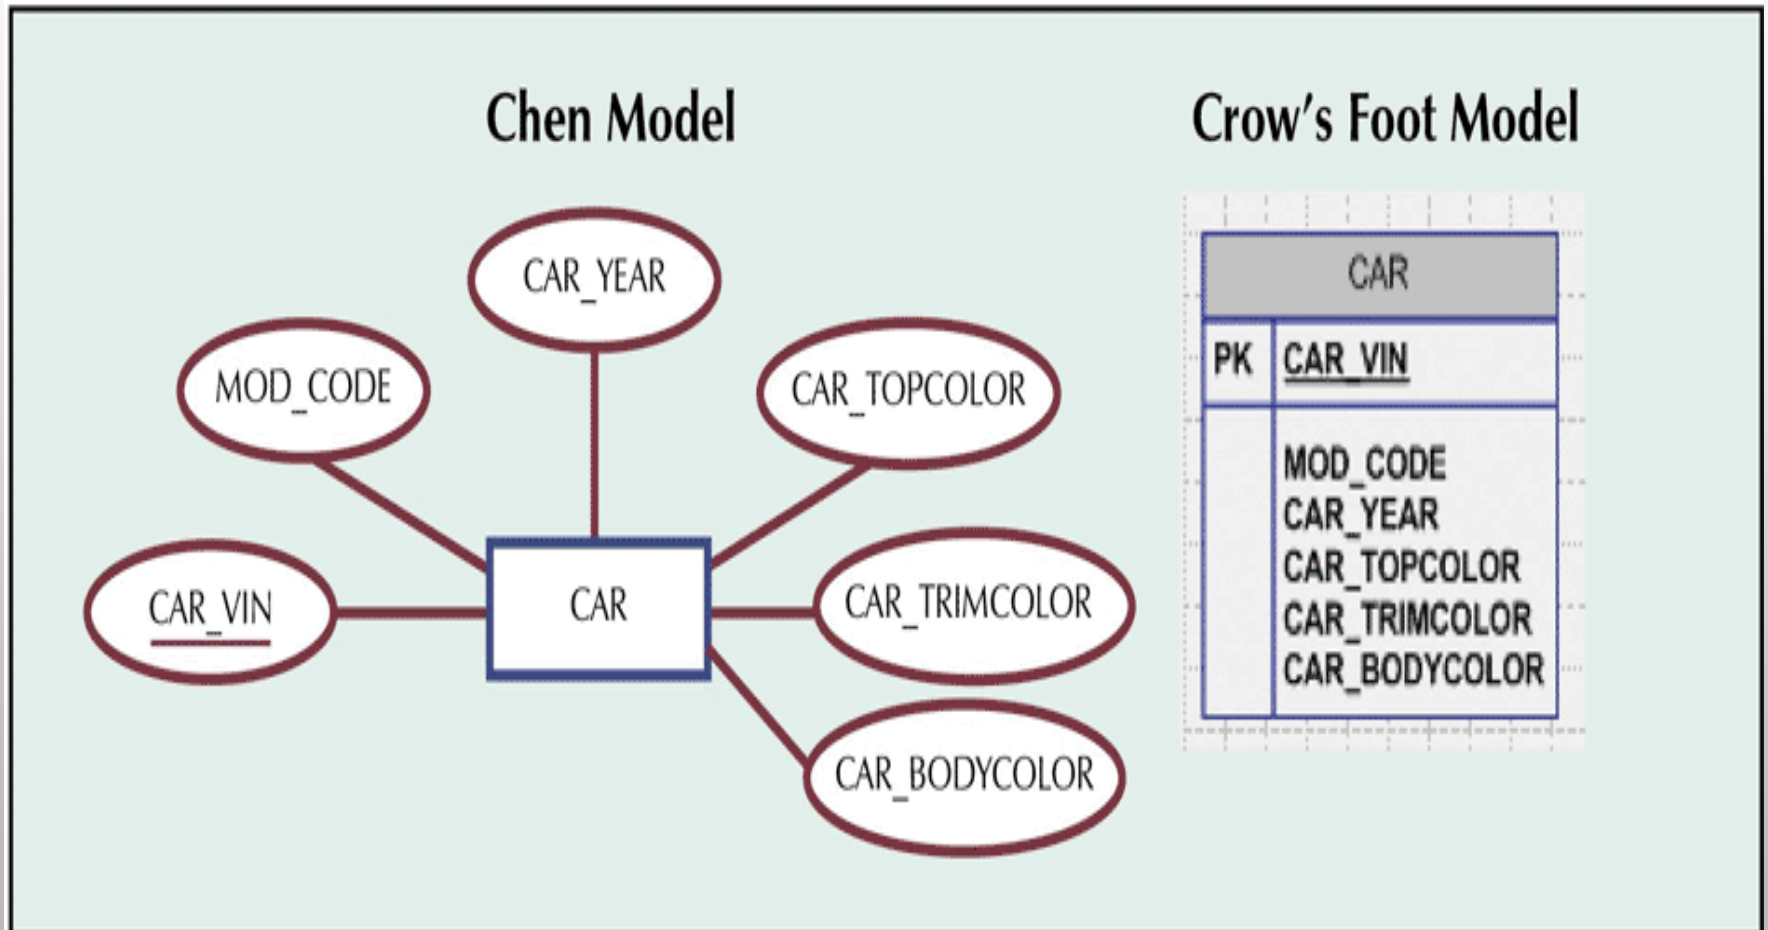 Chen Model
CAR_YEAR
MOD_CODE
CAR_TOPCOLOR
CAR_VIN
CAR
CAR_TRIMCOLOR
CAR_BODYCOLOR
Crow's Foot Model
CAR
PK CAR_VIN
MOD_CODE
CAR_YEAR
CAR_TOPCOLOR
CAR_TRIMCOLOR
CAR_BODYCOLOR